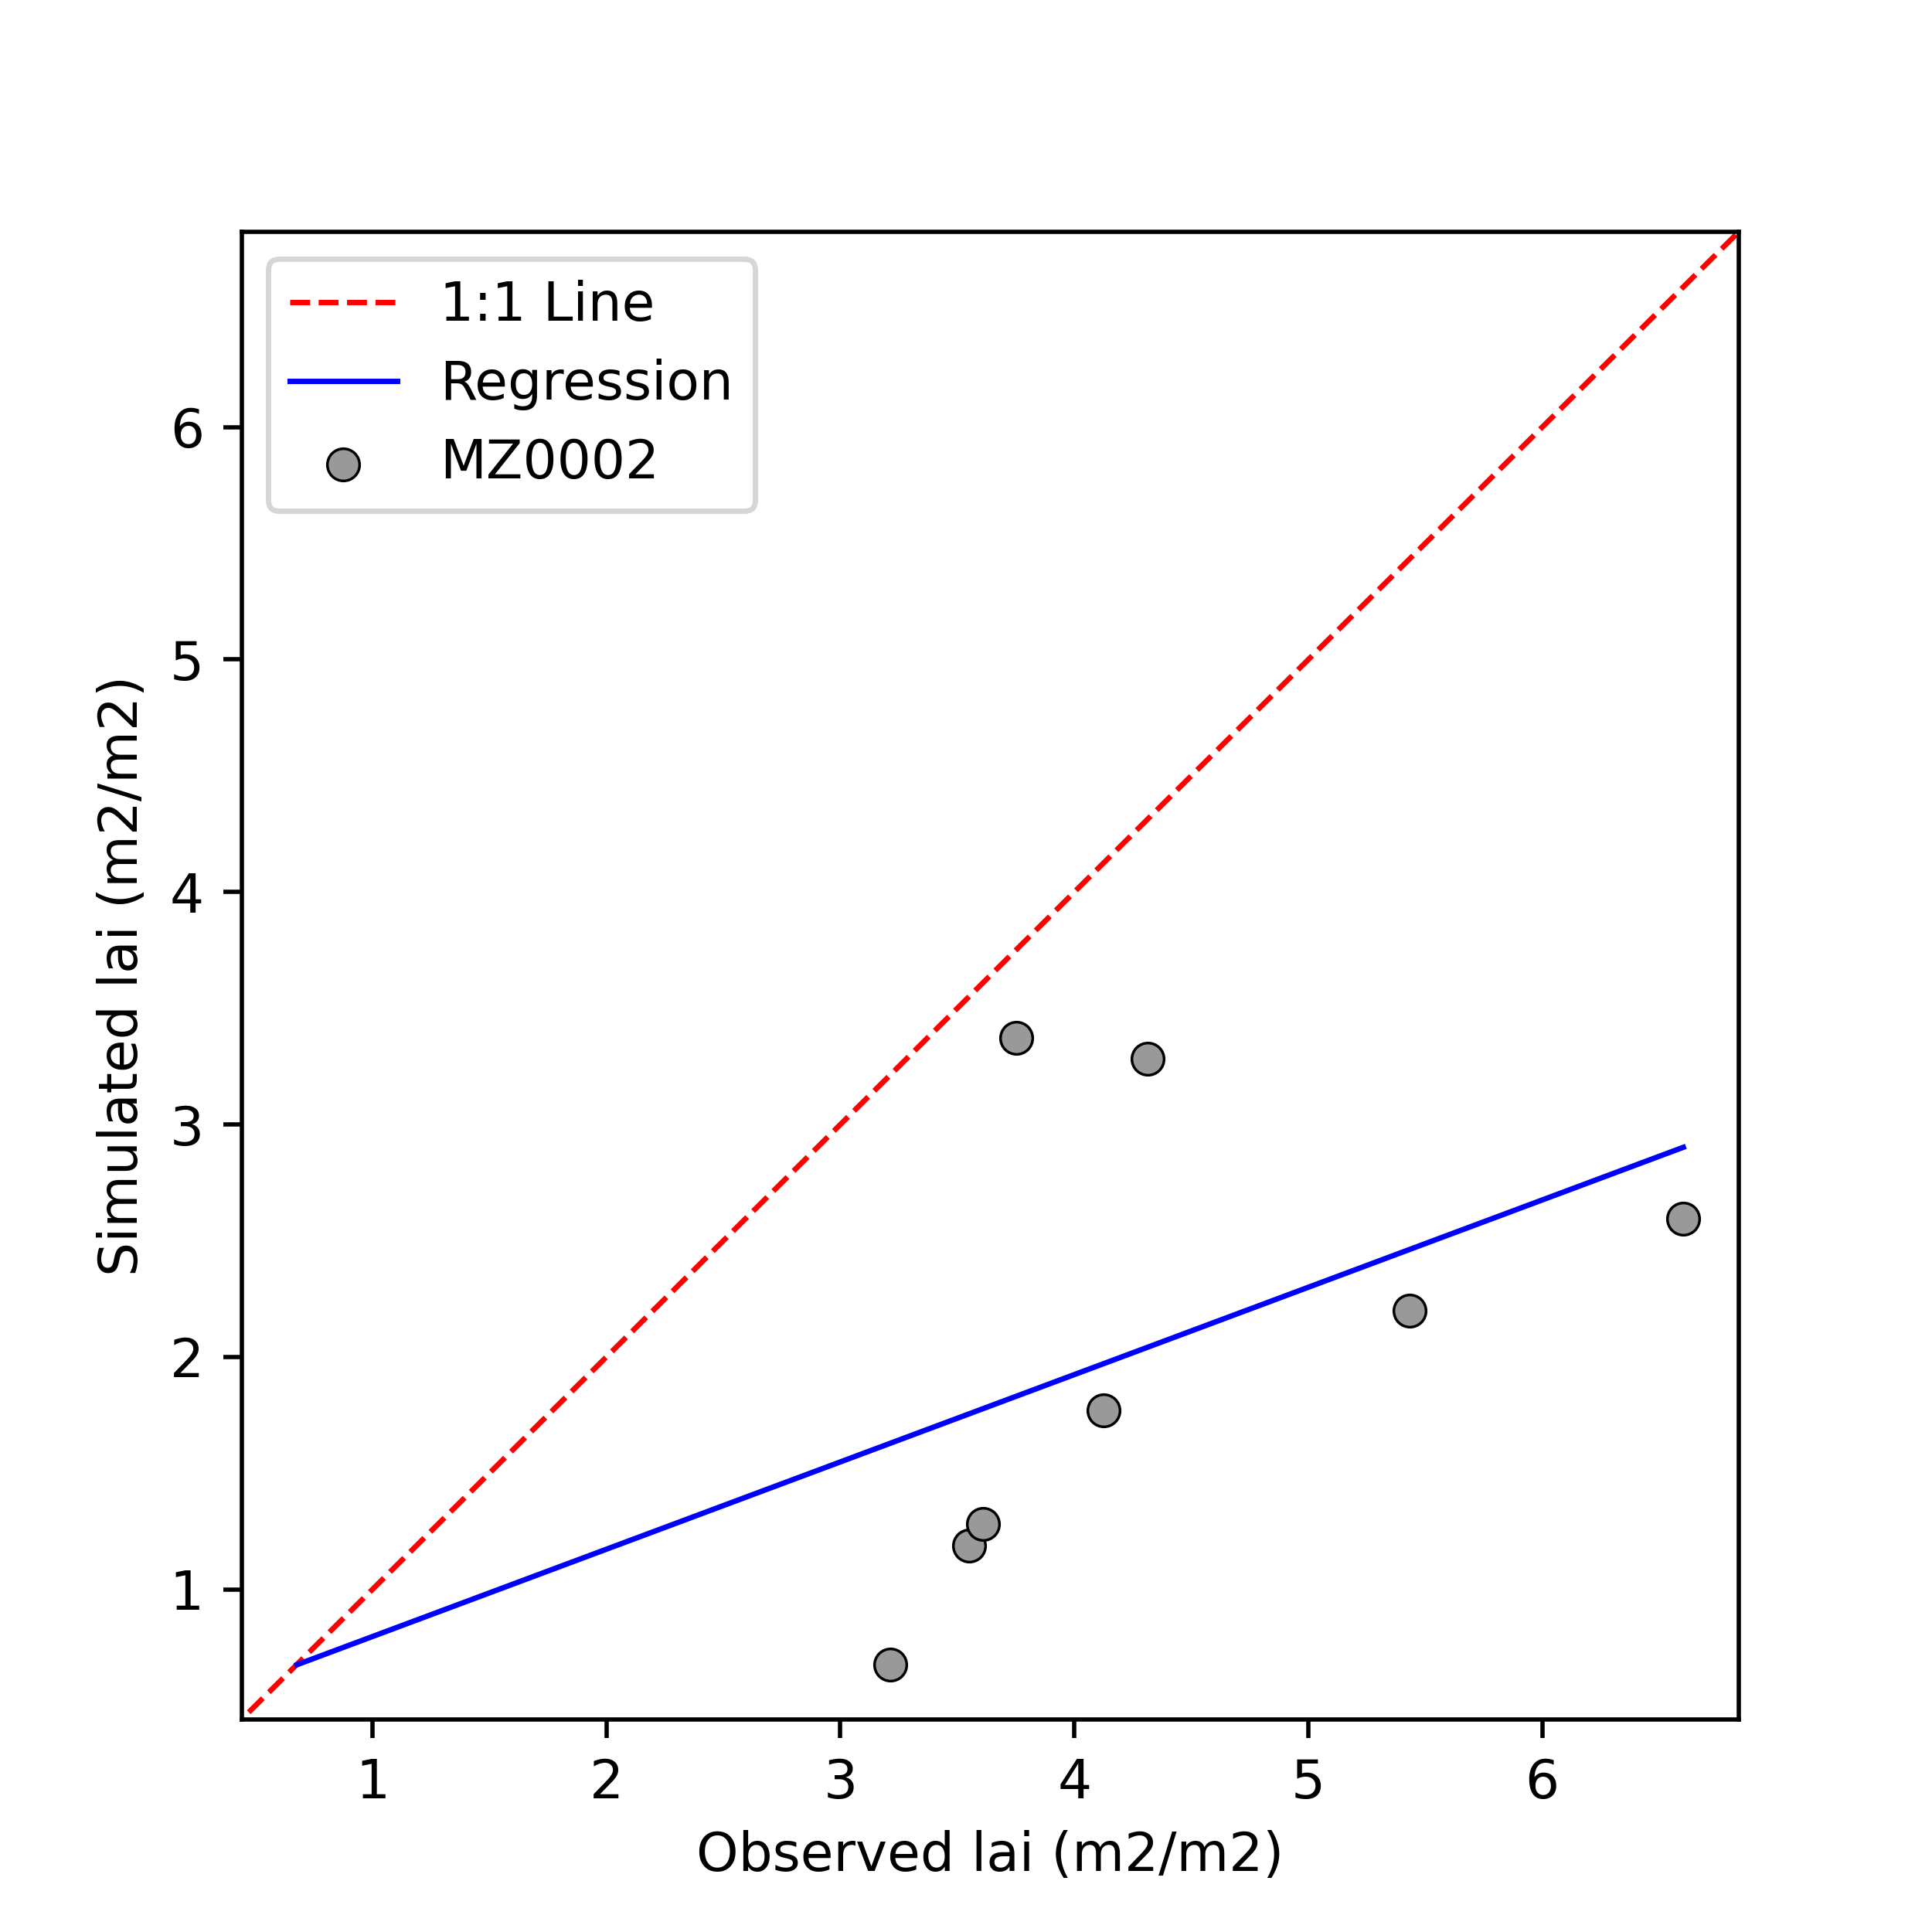 1:1 Line
Regression
MZ0002
6
5
4
3
2
1
Simulated lai (m2/m2)
1 2 3 4 5 6
Observed lai (m2/m2)